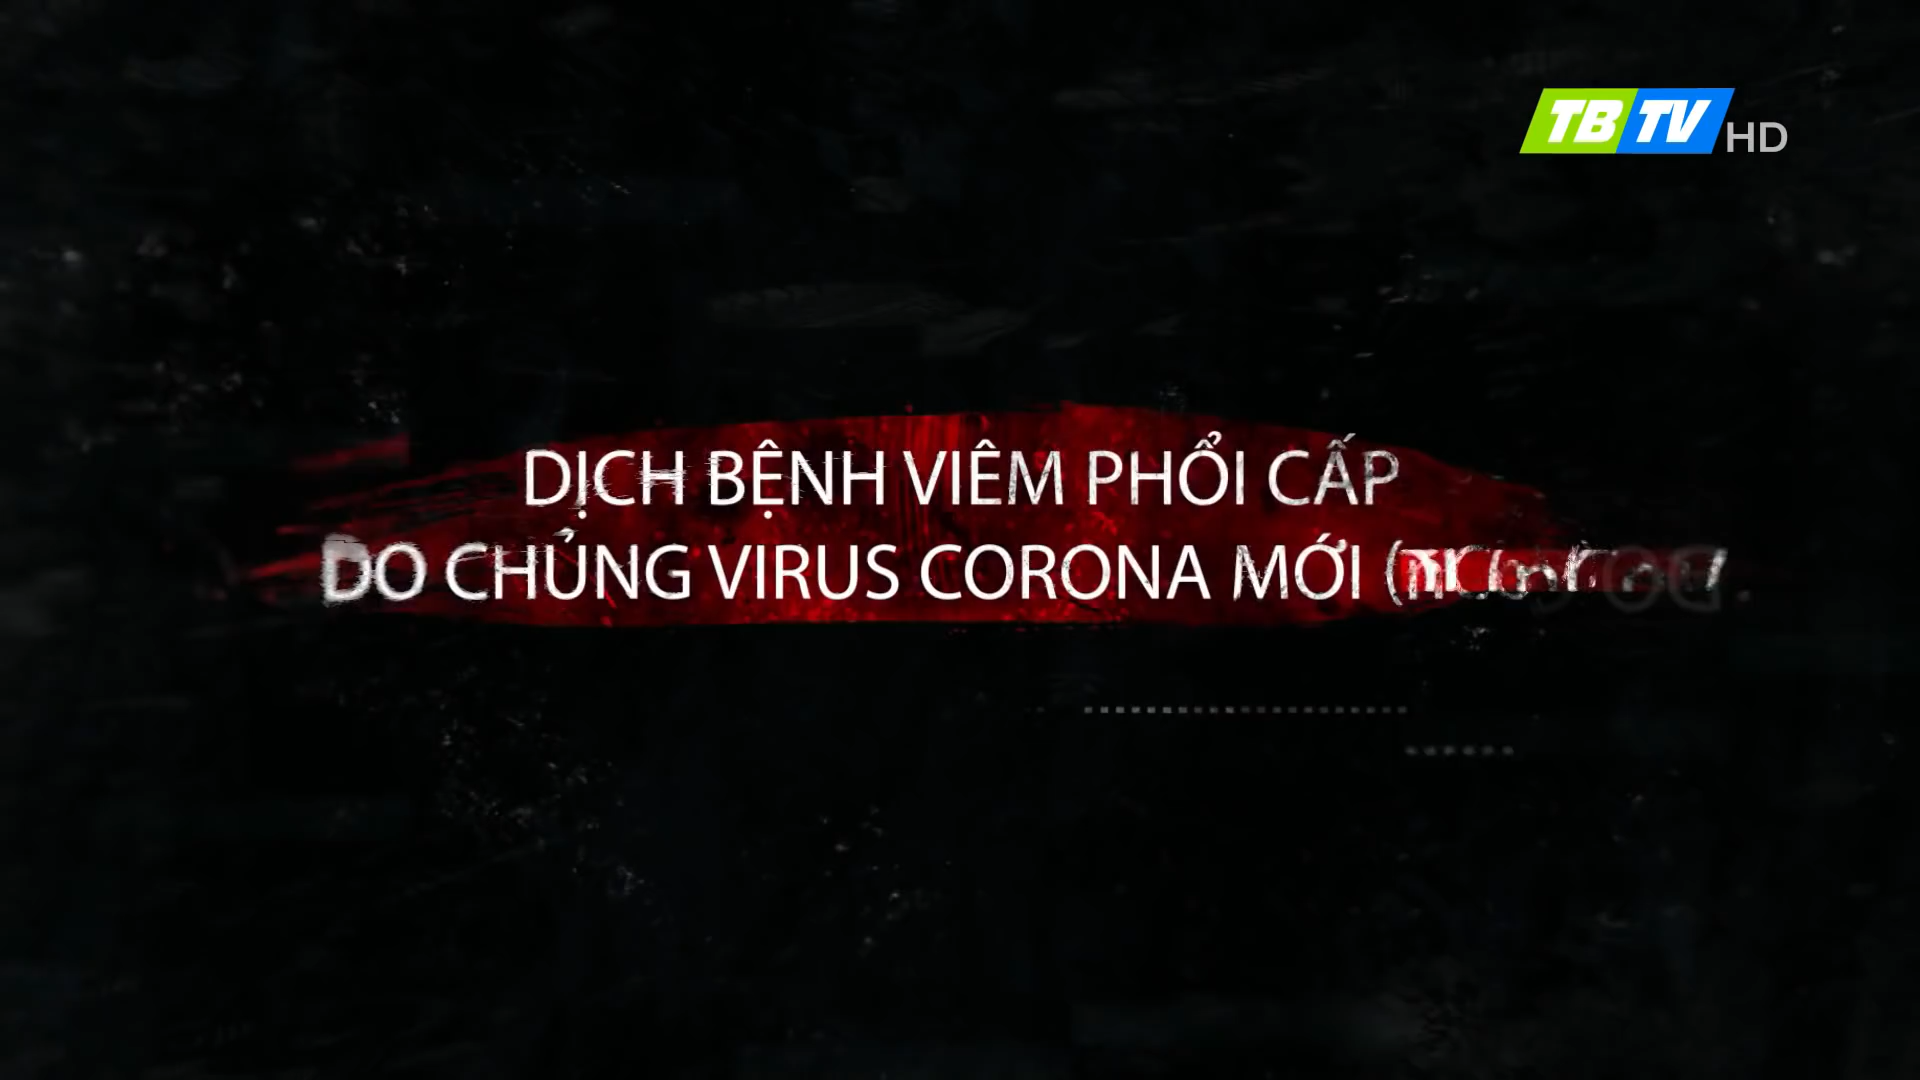 TBTV HD
DỊCH BỆNH VIÊM PHỔI CẤP
DO CHỦNG VIRUS CORONA MỚI (